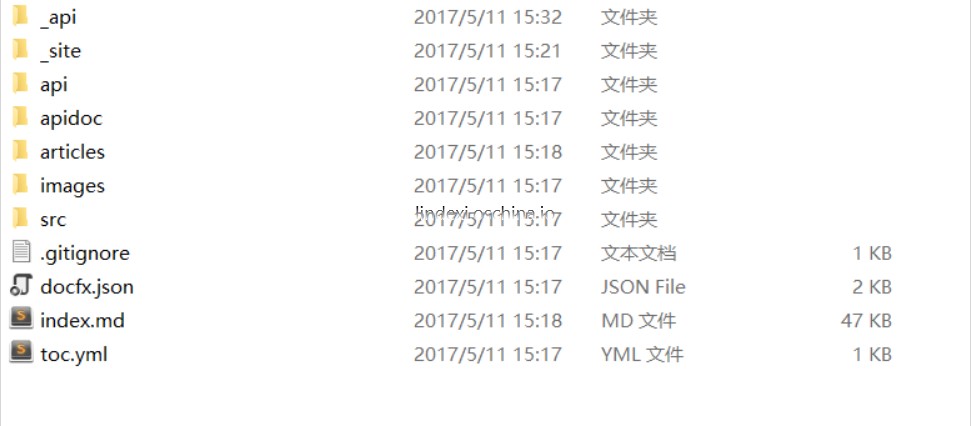 _api 2017/5/11 15:32 文件夹
_site 2017/5/11 15:21 文件夹
api 2017/5/11 15:17 文件夹
apidoc 2017/5/11 15:17 文件夹
articles 2017/5/11 15:18 文件夹
images 2017/5/11 15:17 文件夹
lindexi.oschina.io
src 2017/5/11 15:17 文件夹
.gitignore 2017/5/11 15:17 文本文档 1 KB
docfx.json 2017/5/11 15:17 JSON File 2 KB
index.md 2017/5/11 15:18 MD 文件 47 KB
toc.yml 2017/5/11 15:17 YML 文件 1 KB